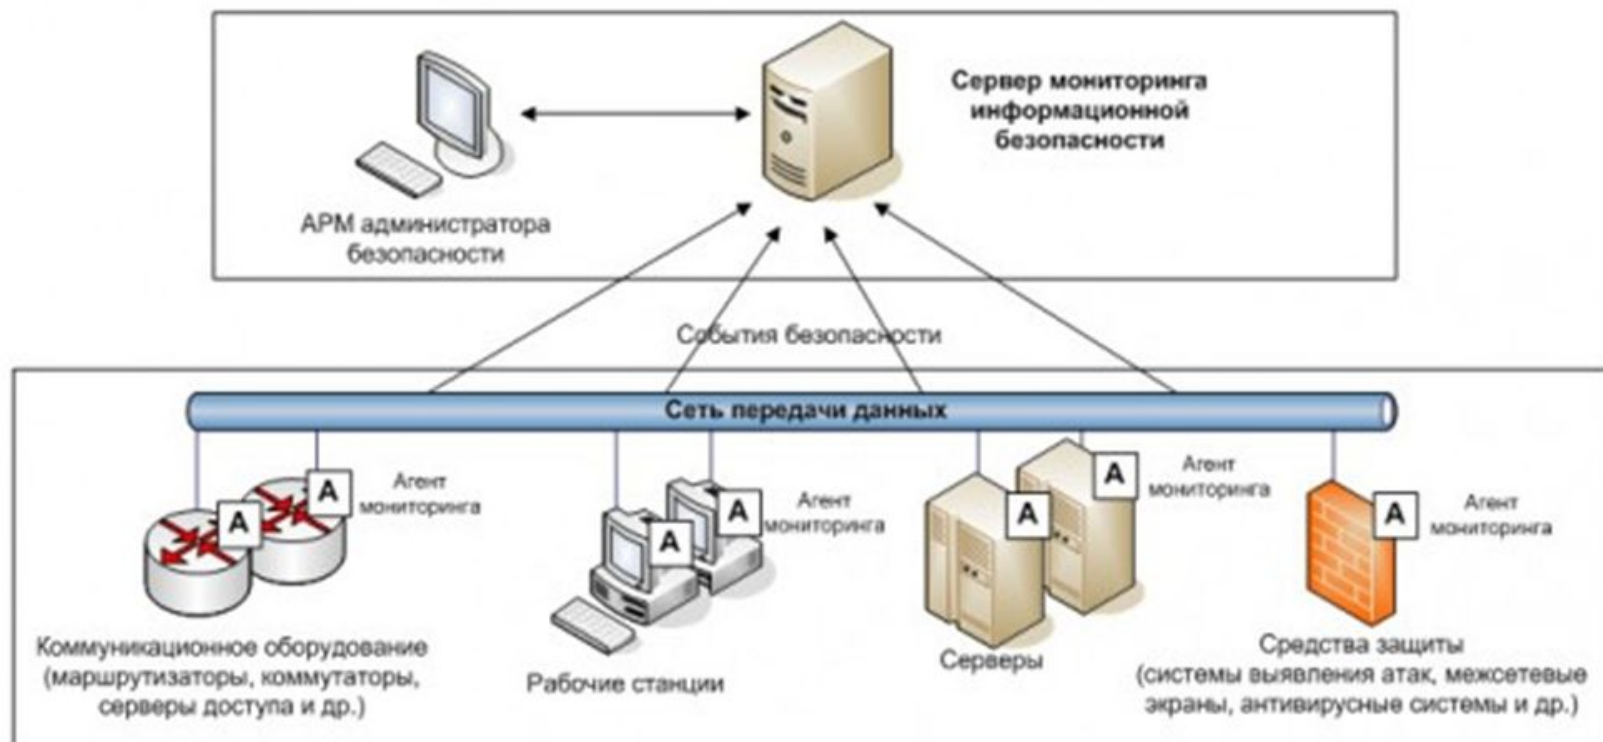 Сервер мониторинга
информационной
безопасности
АРМ администратора
безопасности
События безопасности
Сеть передачи данных
А
А
Агент
мониторинга
А
А
Агент
мониторинга
А
А
Агент
мониторинга
А
Агент
мониторинга
Коммуникационное оборудование
(маршрутизаторы, коммутаторы,
серверы доступа и др.)
Рабочие станции
Серверы
Средства защиты
(системы выявления атак, межсетевые
экраны, антивирусные системы и др.)